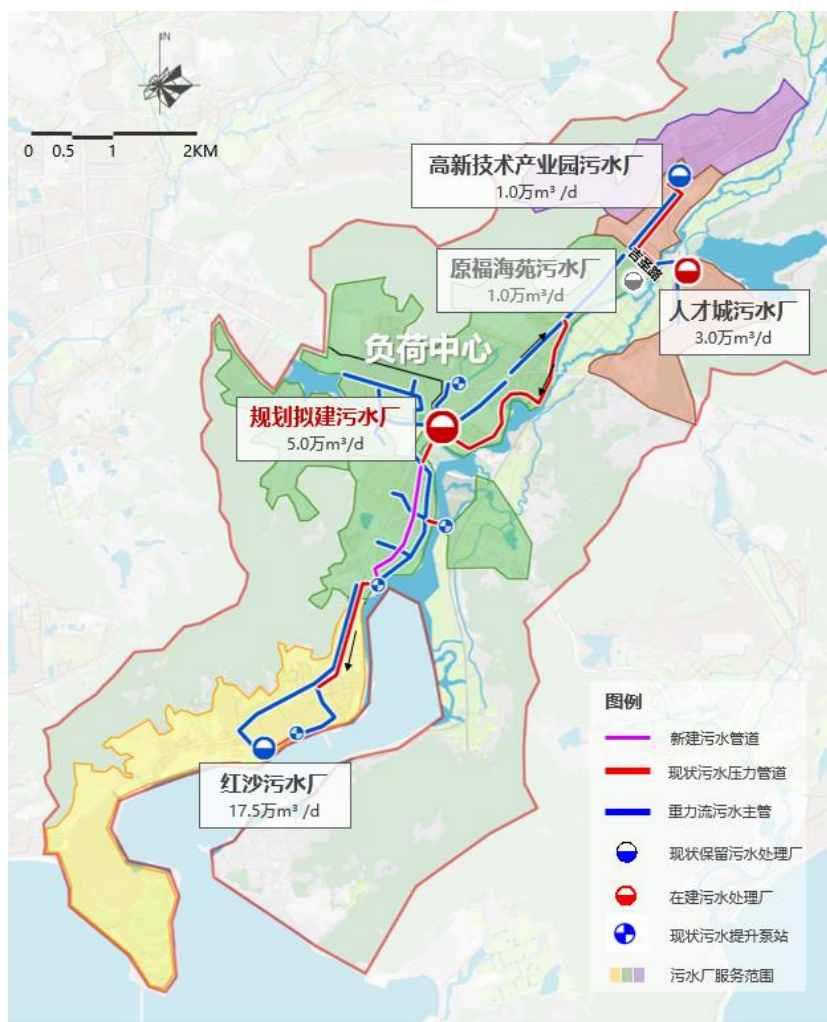 N
0 0.5 1 2KM
高新技术产业园污水厂
1.0万m³ /d
吉圣路
原福海苑污水厂
1.0万m³/d
人才城污水厂
3.0万m³/d
负荷中心
规划拟建污水厂
5.0万m³/d
红沙污水厂
17.5万m³ /d
图例
新建污水管道
现状污水压力管道
重力流污水主管
现状保留污水处理厂
在建污水处理厂
现状污水提升泵站
污水厂服务范围